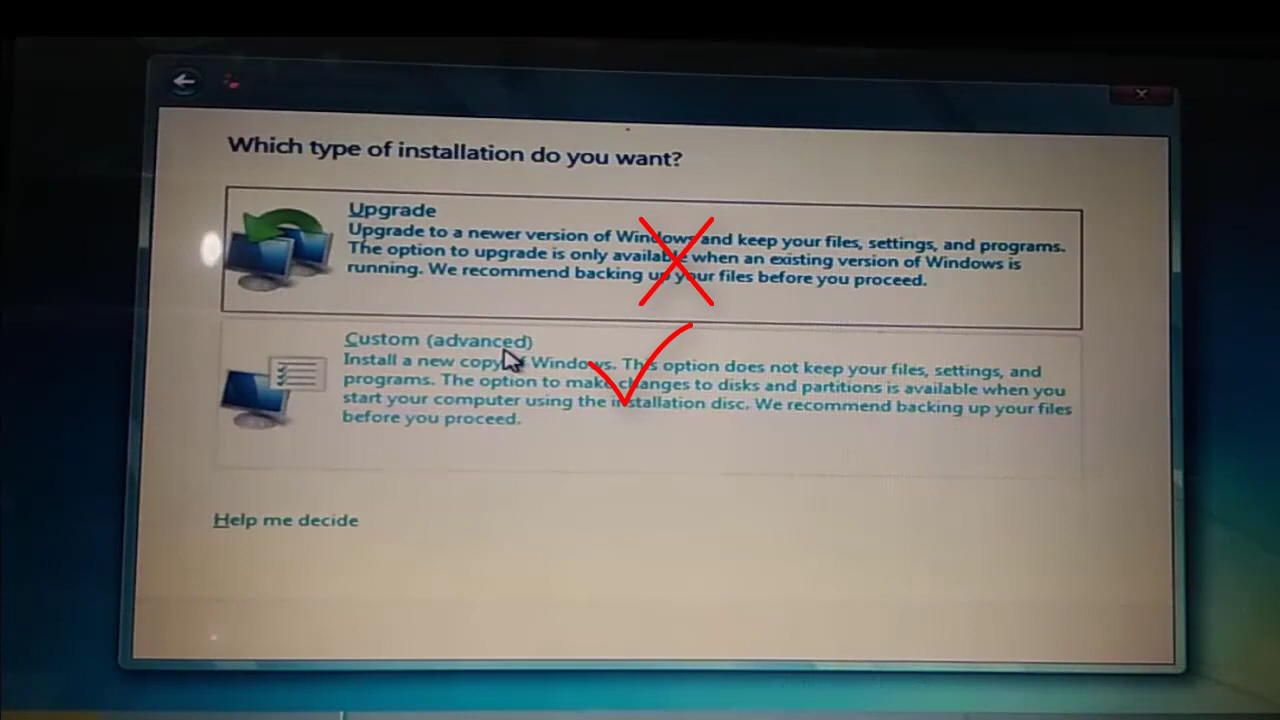 Which type of installation do you want?
Upgrade
Upgrade to a newer version of Windows and keep your files, settings, and programs.
The option to upgrade is only available when an existing version of Windows is
running. We recommend backing up your files before you proceed.
Custom (advanced)
Install a new copy of Windows. This option does not keep your files, settings, and
programs. The option to make changes to disks and partitions is available when you
start your computer using the installation disc. We recommend backing up your files
before you proceed.
Help me decide